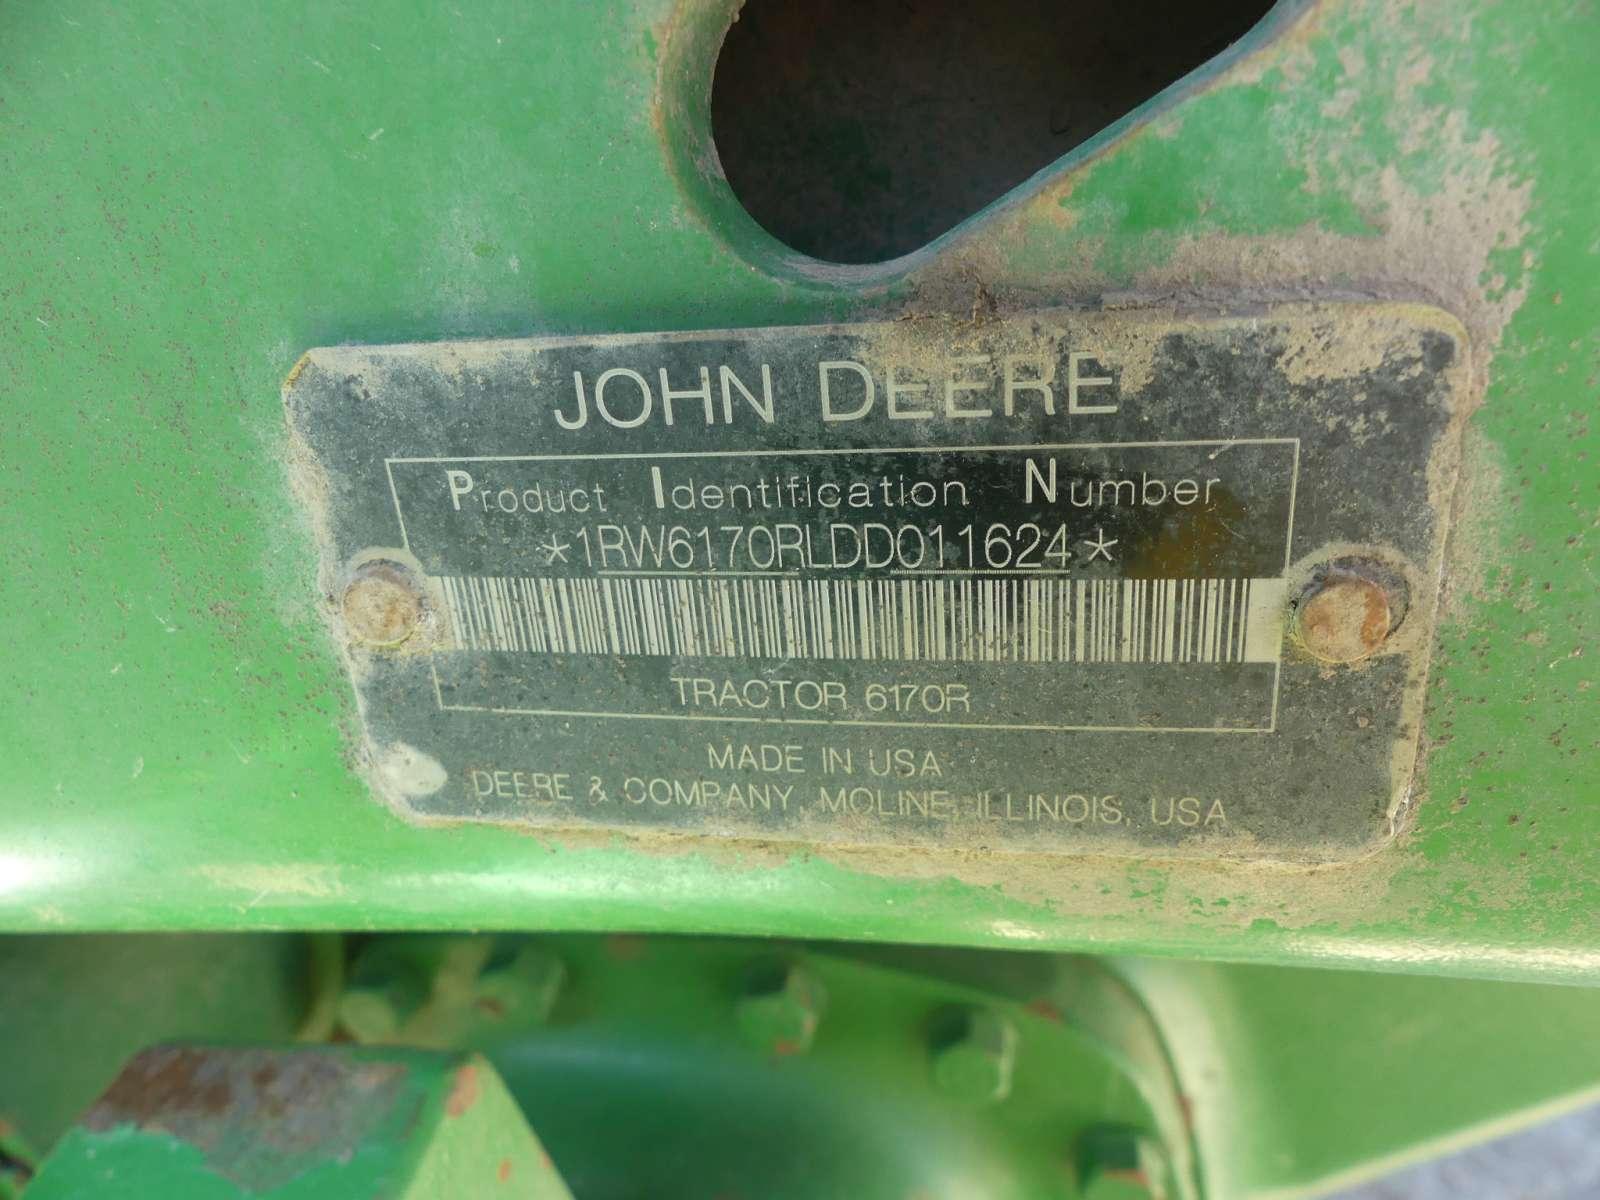 JOHN DEERE
Product Identification Number
*1RW6170RLDD011624*
TRACTOR 6170R
MADE IN USA
DEERE & COMPANY, MOLINE, ILLINOIS, USA